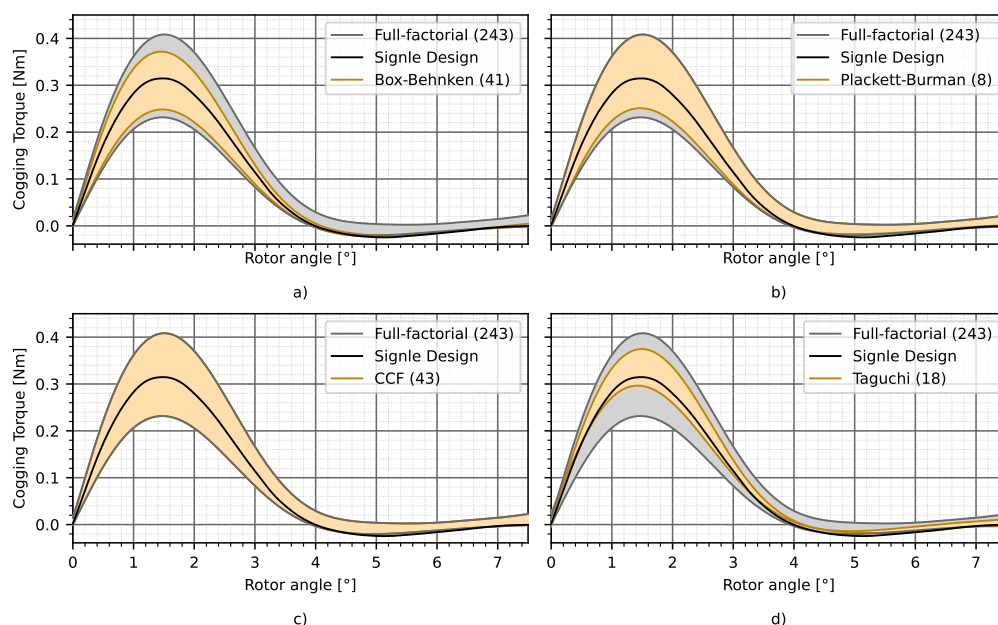 Cogging Torque [Nm]
0.4
0.3
0.2
0.1
0.0
Full-factorial (243)
Signle Design
Box-Behnken (41)
Rotor angle [°]
a)
Full-factorial (243)
Signle Design
Plackett-Burman (8)
Rotor angle [°]
b)
Cogging Torque [Nm]
0.4
0.3
0.2
0.1
0.0
Full-factorial (243)
Signle Design
CCF (43)
0 1 2 3 4 5 6 7
Rotor angle [°]
c)
Full-factorial (243)
Signle Design
Taguchi (18)
0 1 2 3 4 5 6 7
Rotor angle [°]
d)